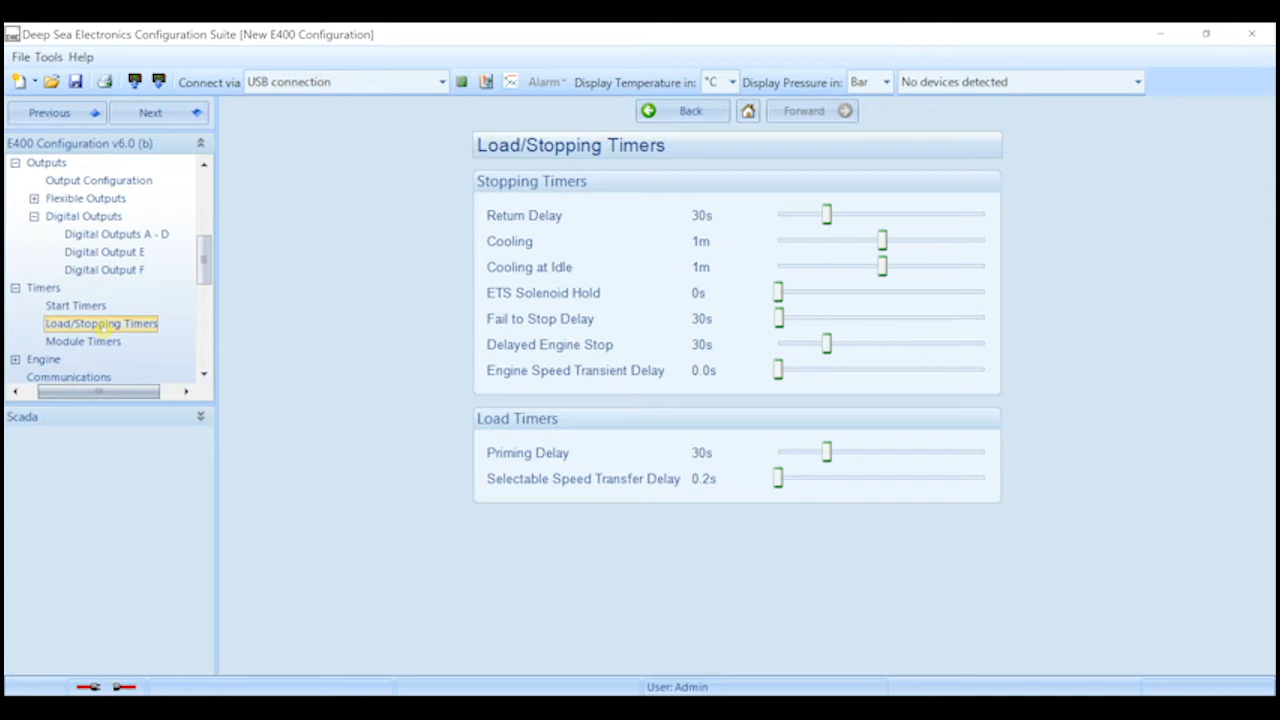 Deep Sea Electronics Configuration Suite [New E400 Configuration]
File Tools Help
Connect via USB connection Alarm Display Temperature in: °C Display Pressure in: Bar No devices detected
Previous Next Back Forward
E400 Configuration v6.0 (b)
Outputs
Output Configuration
Flexible Outputs
Digital Outputs
Digital Outputs A - D
Digital Output E
Digital Output F
Timers
Start Timers
Load/Stopping Timers
Module Timers
Engine
Communications
Scada
Load/Stopping Timers
Stopping Timers
Return Delay 30s
Cooling 1m
Cooling at Idle 1m
ETS Solenoid Hold 0s
Fail to Stop Delay 30s
Delayed Engine Stop 30s
Engine Speed Transient Delay 0.0s
Load Timers
Priming Delay 30s
Selectable Speed Transfer Delay 0.2s
User: Admin